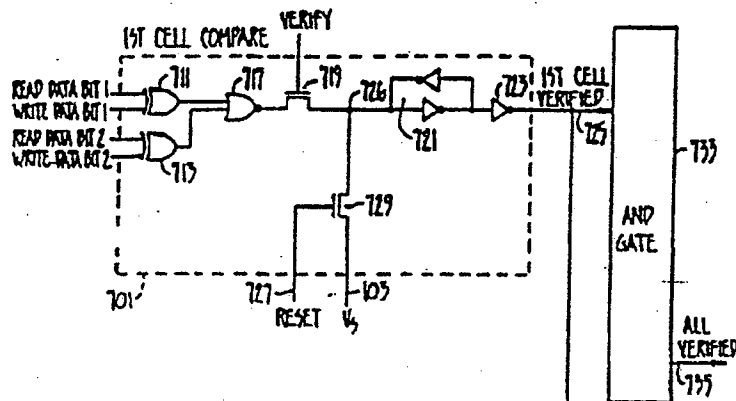 VERIFY
1ST CELL COMPARE
READ DATA BIT 1
WRITE DATA BIT 1
READ DATA BIT 2
WRITE DATA BIT 2
711
713
717
719
726
721
723
1ST CELL
VERIFIED
725
733
729
AND
GATE
701
727
RESET
103
VS
ALL
VERIFIED
735